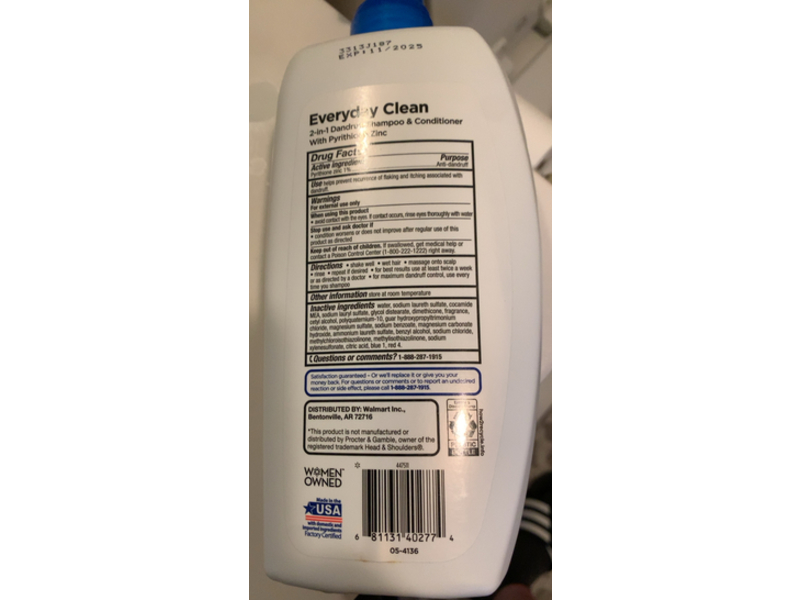 3313J107
EXP:11/2025
Everyday Clean
2-in-1 Dandruff Shampoo & Conditioner
With Pyrithione Zinc
Drug Facts
Active Ingredient Purpose
Pyrithione zinc 1% Anti-dandruff
Use helps prevent recurrence of flaking and itching associated with
dandruff.
Warnings
For external use only
When using this product
• avoid contact with the eyes. If contact occurs, rinse eyes thoroughly with water
Stop use and ask doctor if
• condition worsens or does not improve after regular use of this
product as directed
Keep out of reach of children. If swallowed, get medical help or
contact a Poison Control Center (1-800-222-1222) right away.
Directions • shake well • wet hair • massage onto scalp
• rinse • repeat if desired • for best results use at least twice a week
or as directed by a doctor • for maximum dandruff control, use every
time you shampoo
Other information store at room temperature
Inactive ingredients water, sodium laureth sulfate, cocamide
MEA, sodium lauryl sulfate, glycol distearate, dimethicone, fragrance,
cetyl alcohol, polyquaternium-10, guar hydroxypropyltrimonium
chloride, magnesium sulfate, sodium benzoate, magnesium carbonate
hydroxide, ammonium laureth sulfate, benzyl alcohol, sodium chloride,
methylchloroisothiazolinone, methylisothiazolinone, sodium
xylenesulfonate, citric acid, blue 1, red 4.
Questions or comments? 1-888-287-1915
Satisfaction guaranteed - Or we'll replace it or give you your
money back. For questions or comments or to report an undesired
reaction or side effect, please call 1-888-287-1915.
DISTRIBUTED BY: Walmart Inc.,
Bentonville, AR 72716
*This product is not manufactured or
distributed by Procter & Gamble, owner of the
registered trademark Head & Shoulders®.
PLASTIC
BOTTLE
how2recycle.info
WOMEN
OWNED
Made in the
USA
with domestic and
imported ingredients
Factory Certified
6 81131 40277 4
05-4136